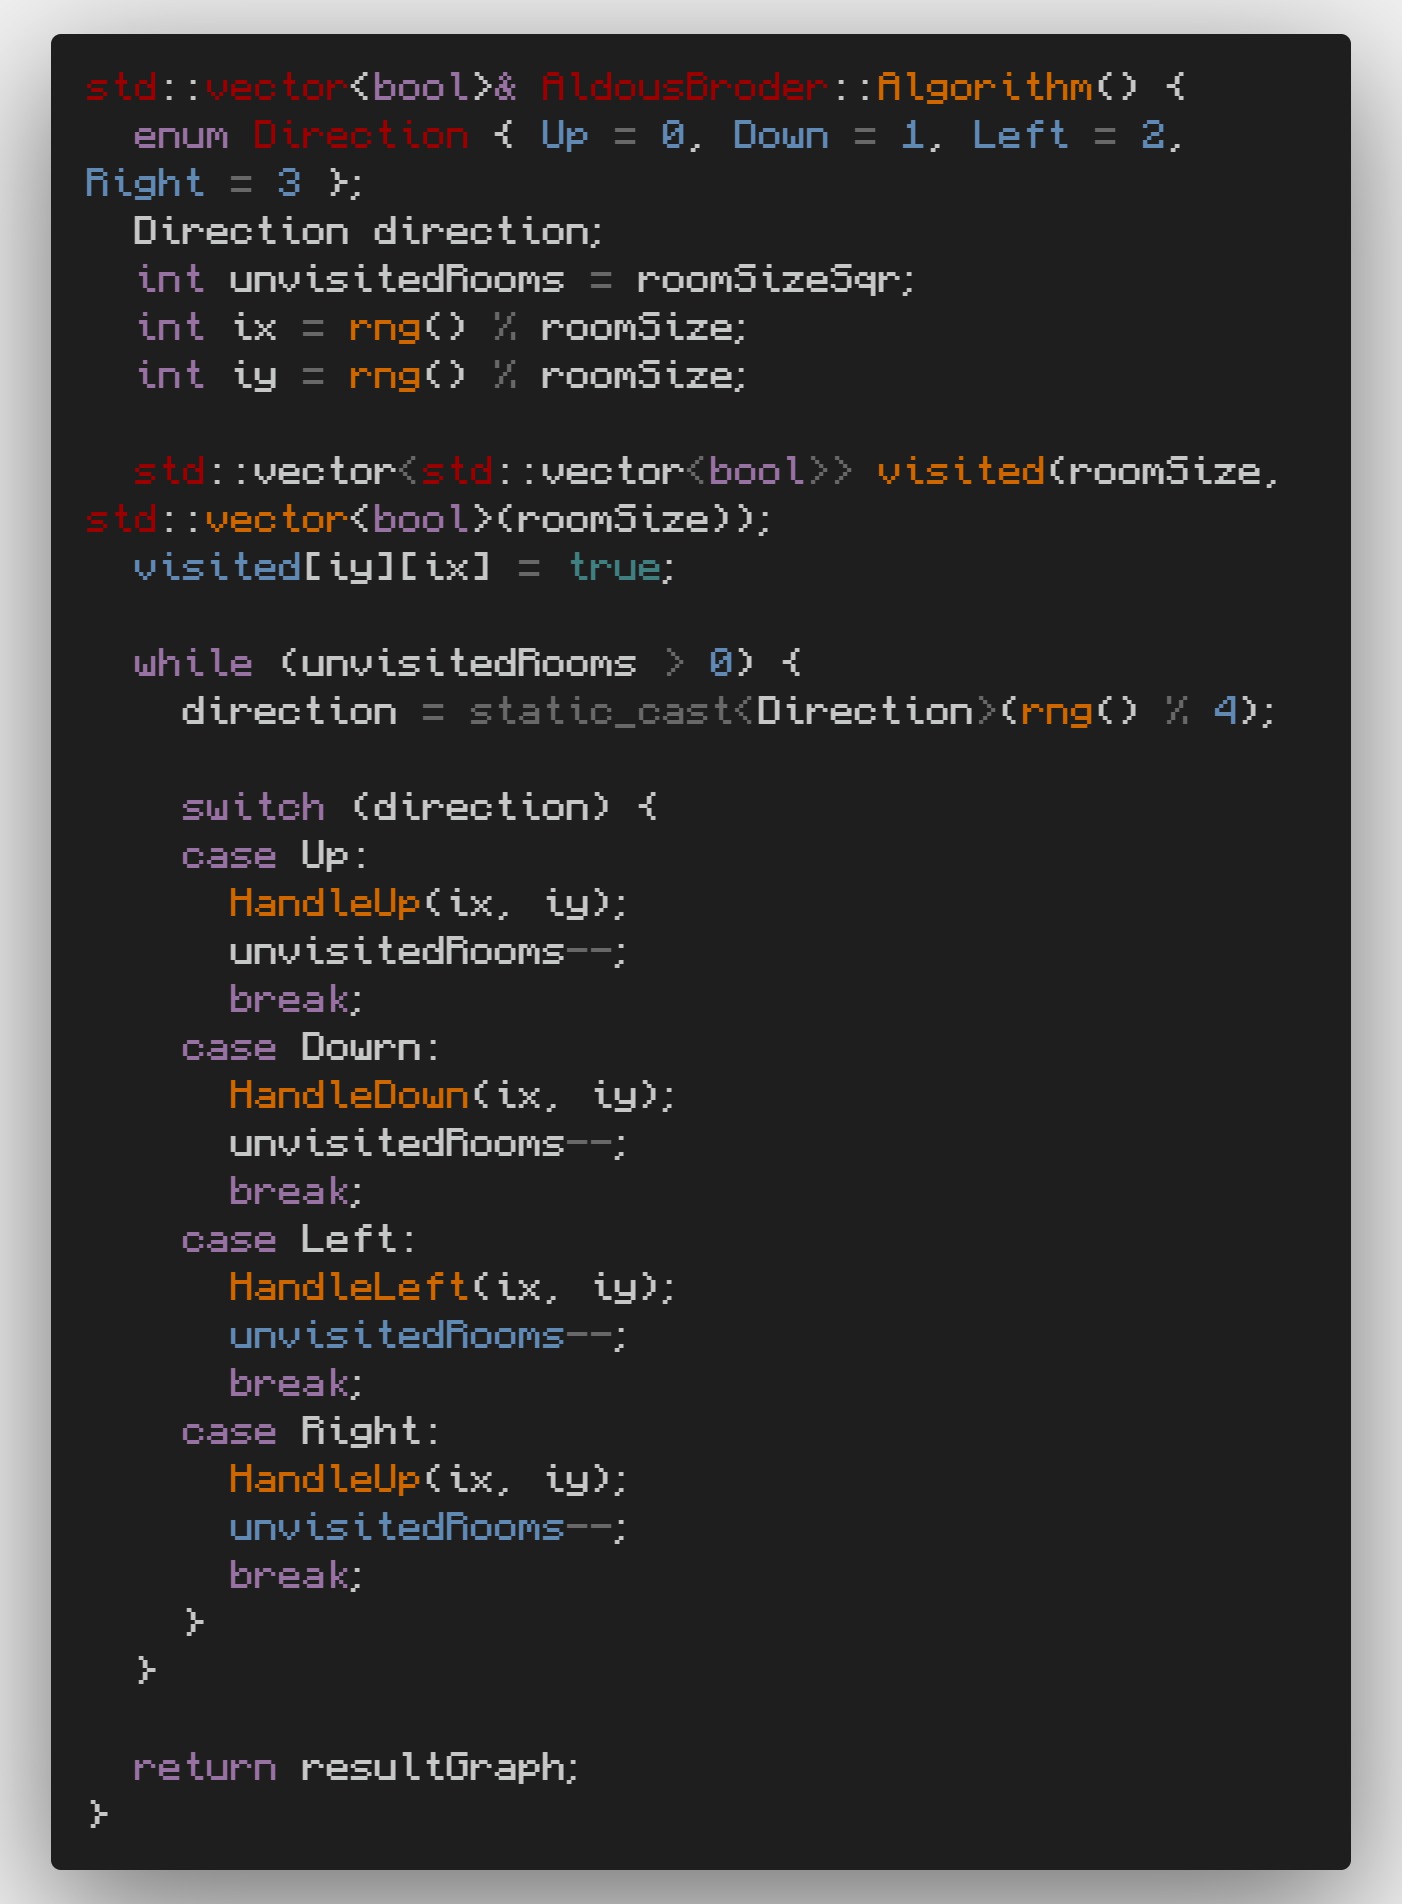 std::vector<bool>& AldousBroder::Algorithm() {
  enum Direction { Up = 0, Down = 1, Left = 2,
Right = 3 };
  Direction direction;
  int unvisitedRooms = roomSizeSqr;
  int ix = rng() % roomSize;
  int iy = rng() % roomSize;

  std::vector<std::vector<bool>> visited(roomSize,
std::vector<bool>(roomSize));
  visited[iy][ix] = true;

  while (unvisitedRooms > 0) {
    direction = static_cast<Direction>(rng() % 4);

    switch (direction) {
    case Up:
      HandleUp(ix, iy);
      unvisitedRooms--;
      break;
    case Dowrn:
      HandleDown(ix, iy);
      unvisitedRooms--;
      break;
    case Left:
      HandleLeft(ix, iy);
      unvisitedRooms--;
      break;
    case Right:
      HandleUp(ix, iy);
      unvisitedRooms--;
      break;
    }
  }

  return resultGraph;
}